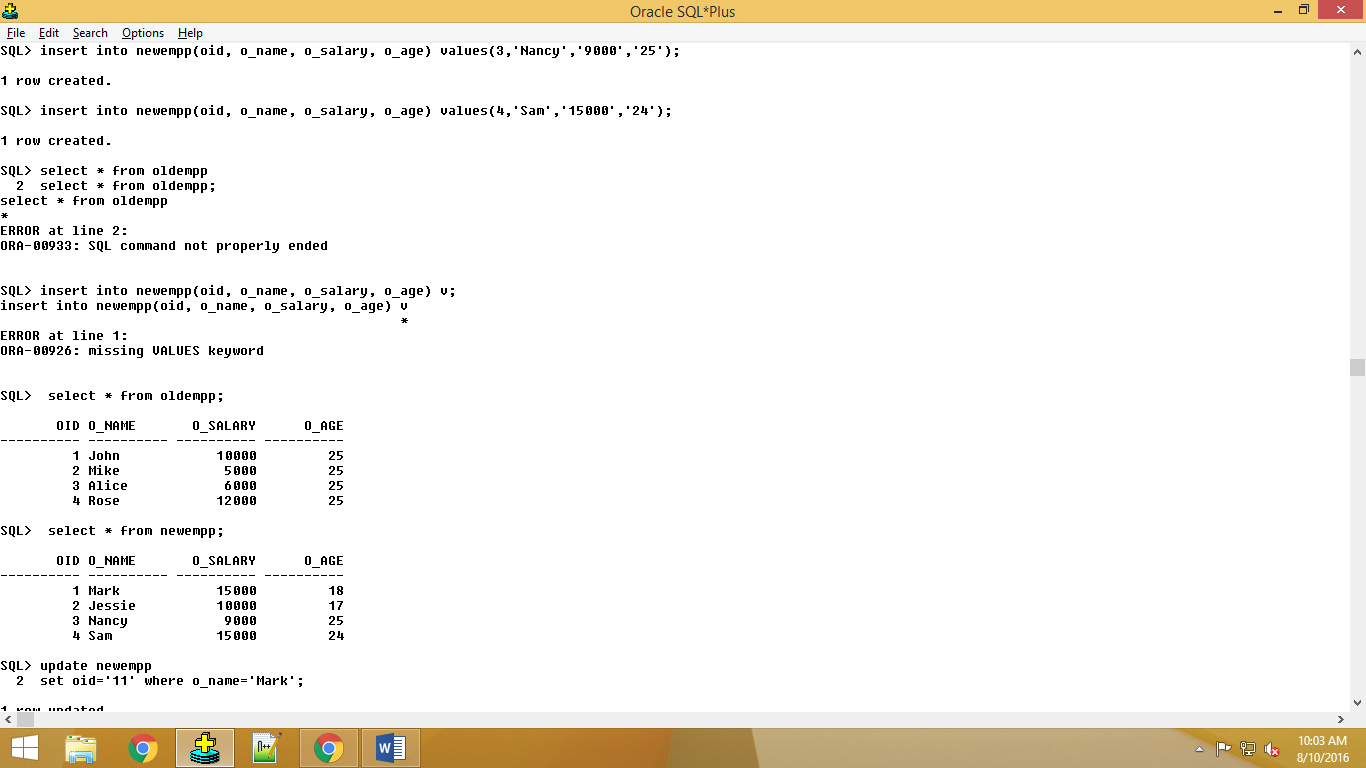 Oracle SQL*Plus
File Edit Search Options Help
SQL> insert into newempp(oid, o_name, o_salary, o_age) values(3,'Nancy','9000','25');
1 row created.
SQL> insert into newempp(oid, o_name, o_salary, o_age) values(4,'Sam','15000','24');
1 row created.
SQL> select * from oldempp
  2  select * from oldempp;
select * from oldempp
*
ERROR at line 2:
ORA-00933: SQL command not properly ended
SQL> insert into newempp(oid, o_name, o_salary, o_age) v;
insert into newempp(oid, o_name, o_salary, o_age) v
                                                  *
ERROR at line 1:
ORA-00926: missing VALUES keyword
SQL>  select * from oldempp;
       OID O_NAME       O_SALARY      O_AGE
---------- ---------- ---------- ----------
         1 John            10000         25
         2 Mike             5000         25
         3 Alice            6000         25
         4 Rose            12000         25
SQL>  select * from newempp;
       OID O_NAME       O_SALARY      O_AGE
---------- ---------- ---------- ----------
         1 Mark            15000         18
         2 Jessie          10000         17
         3 Nancy            9000         25
         4 Sam             15000         24
SQL> update newempp
  2  set oid='11' where o_name='Mark';
1 row updated
10:03 AM
8/10/2016